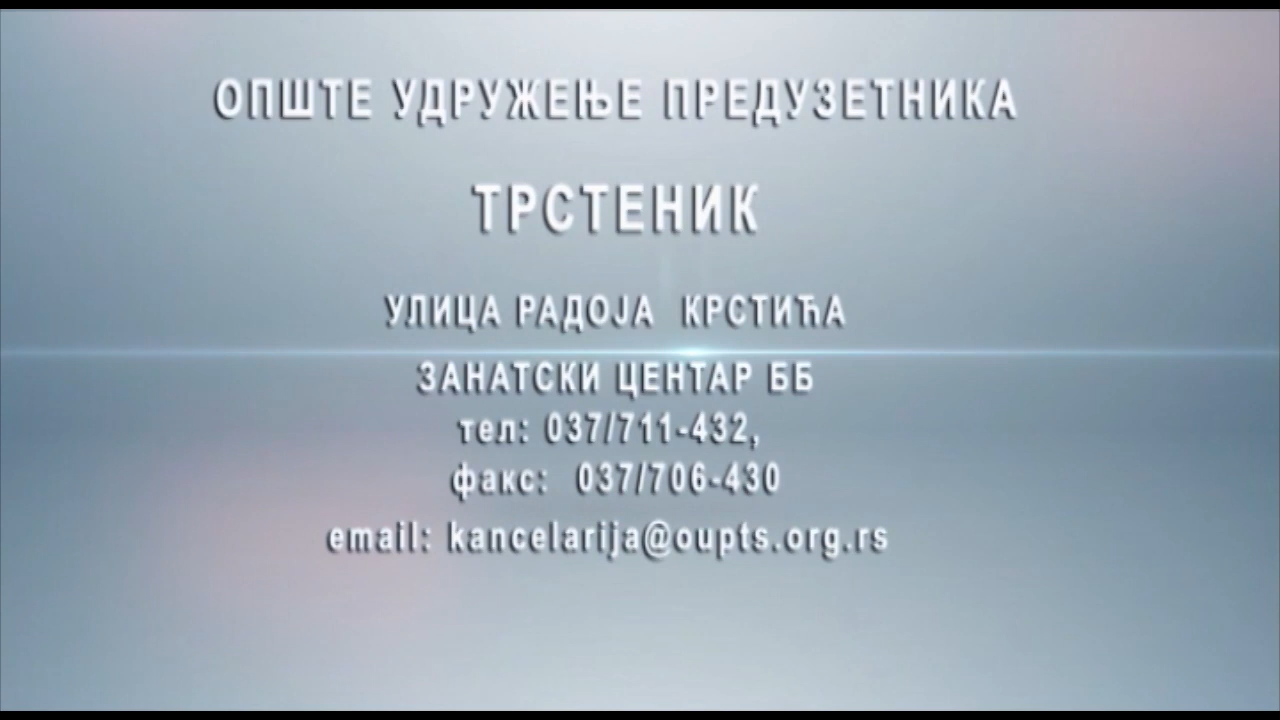 ОПШТЕ УДРУЖЕЊЕ ПРЕДУЗЕТНИКА
ТРСТЕНИК
УЛИЦА РАДОЈА КРСТИЋА
ЗАНАТСКИ ЦЕНТАР ББ
тел: 037/711-432,
факс: 037/706-430
email: kancelarija@oupts.org.rs